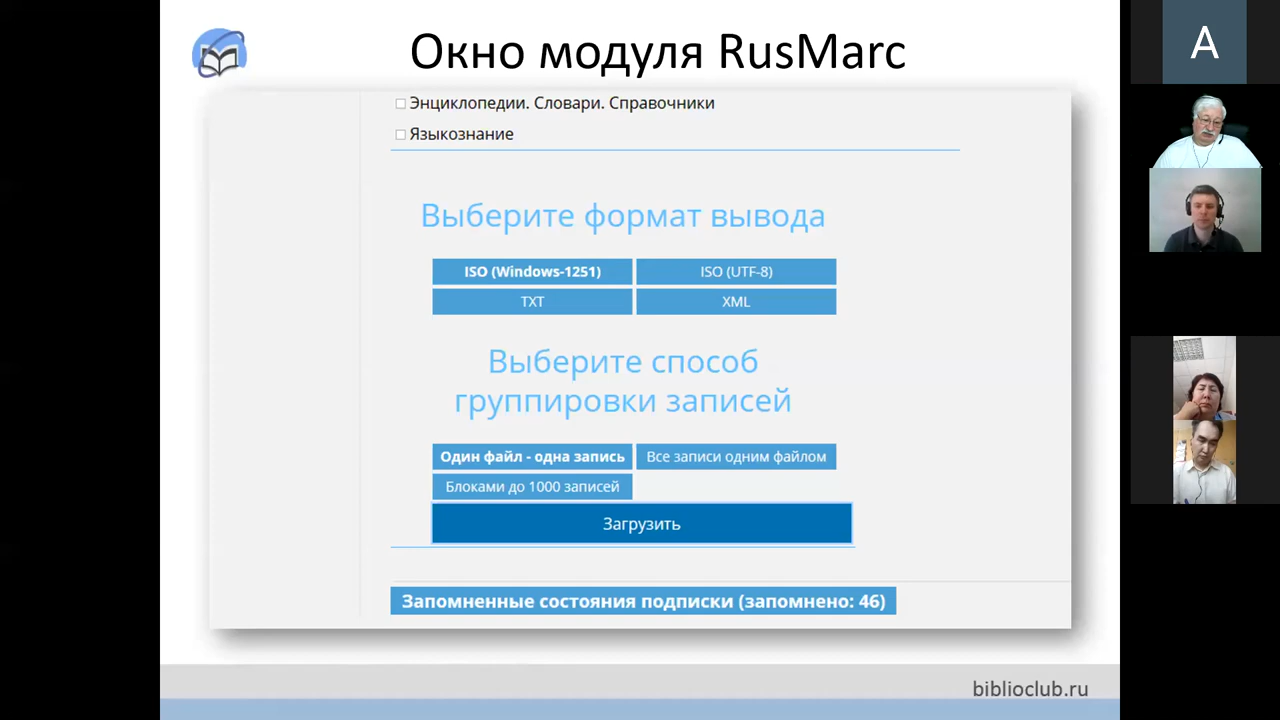 Окно модуля RusMarc
A
Энциклопедии. Словари. Справочники
Языкознание
Выберите формат вывода
ISO (Windows-1251)
ISO (UTF-8)
TXT
XML
Выберите способ
группировки записей
Один файл - одна запись
Все записи одним файлом
Блоками до 1000 записей
Загрузить
Запомненные состояния подписки (запомнено: 46)
biblioclub.ru